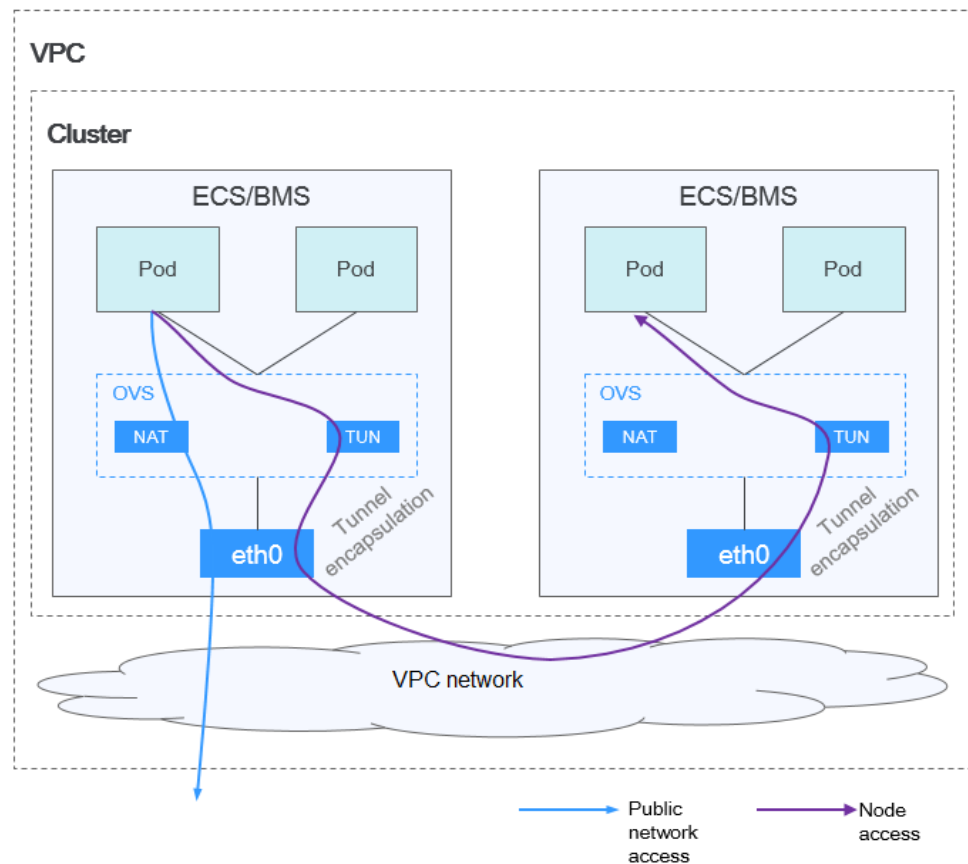 VPC
Cluster
ECS/BMS
Pod
Pod
OVS
NAT
TUN
Tunnel
encapsulation
eth0
ECS/BMS
Pod
Pod
OVS
NAT
TUN
Tunnel
encapsulation
eth0
VPC network
Public
network
access
Node
access